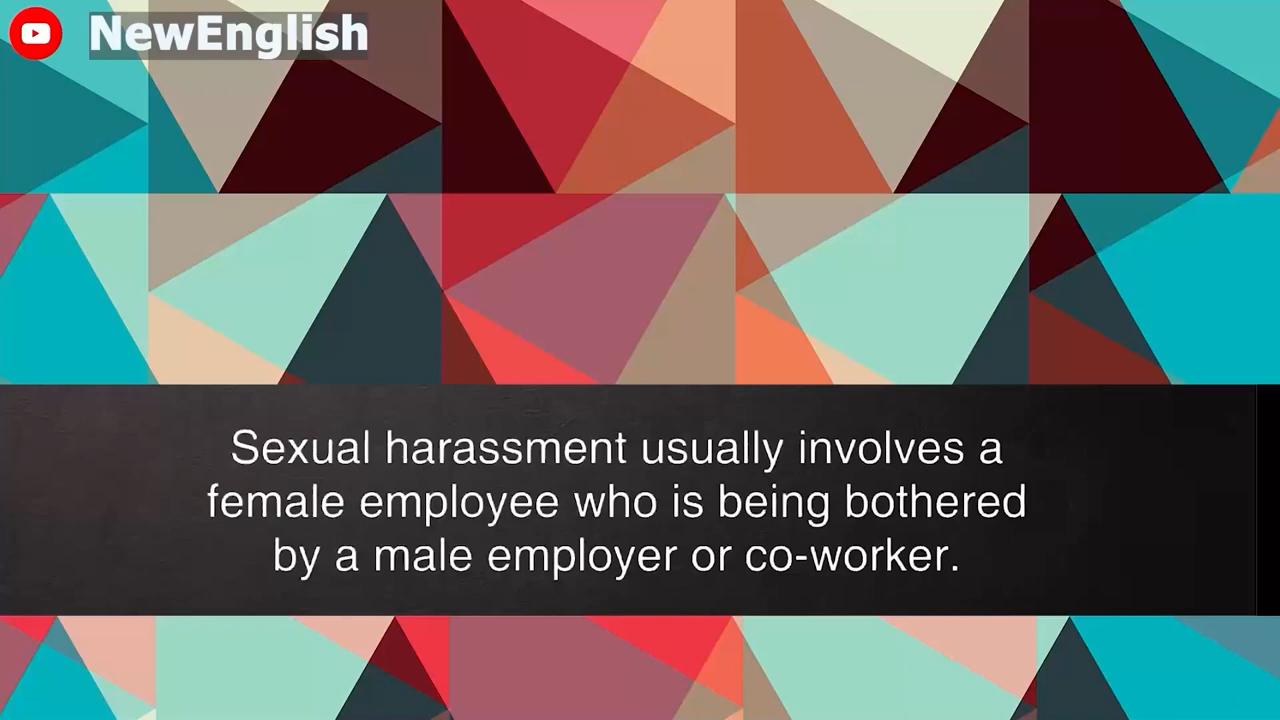 NewEnglish
Sexual harassment usually involves a
female employee who is being bothered
by a male employer or co-worker.